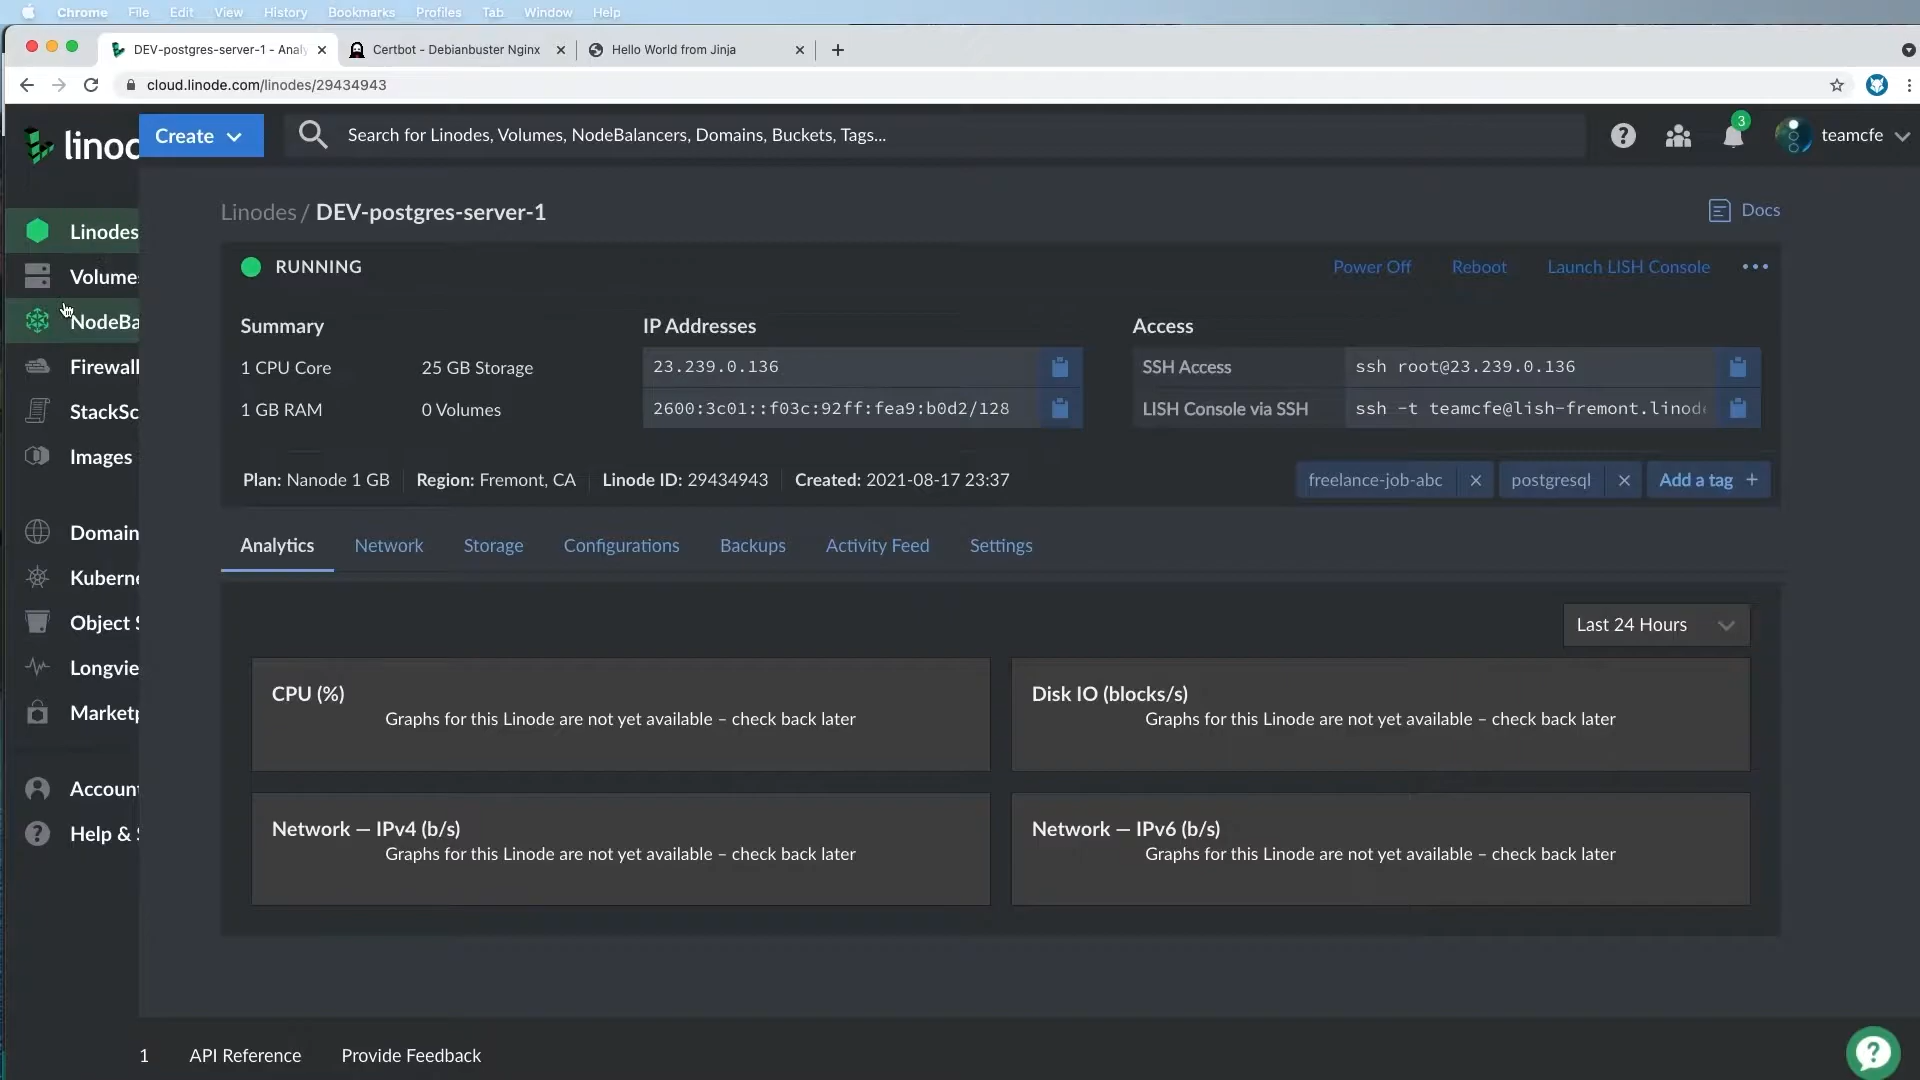 Chrome File Edit View History Bookmarks Profiles Tab Window Help
DEV-postgres-server-1 - Analy
Certbot - Debianbuster Nginx
Hello World from Jinja
cloud.linode.com/linodes/29434943
linoc
Create
Search for Linodes, Volumes, NodeBalancers, Domains, Buckets, Tags...
3
teamcfe
Linodes
Volume
NodeBa
Firewall
StackSc
Images
Domain
Kuberne
Object S
Longvie
Marketp
Account
Help & S
Linodes / DEV-postgres-server-1
Docs
RUNNING
Power Off Reboot Launch LISH Console
Summary
1 CPU Core 25 GB Storage
1 GB RAM 0 Volumes
IP Addresses
23.239.0.136
2600:3c01::f03c:92ff:fea9:b0d2/128
Access
SSH Access ssh root@23.239.0.136
LISH Console via SSH ssh -t teamcfe@lish-fremont.linod
Plan: Nanode 1 GB Region: Fremont, CA Linode ID: 29434943 Created: 2021-08-17 23:37
freelance-job-abc postgresql Add a tag +
Analytics Network Storage Configurations Backups Activity Feed Settings
Last 24 Hours
CPU (%)
Graphs for this Linode are not yet available – check back later
Disk IO (blocks/s)
Graphs for this Linode are not yet available – check back later
Network — IPv4 (b/s)
Graphs for this Linode are not yet available – check back later
Network — IPv6 (b/s)
Graphs for this Linode are not yet available – check back later
1 API Reference Provide Feedback